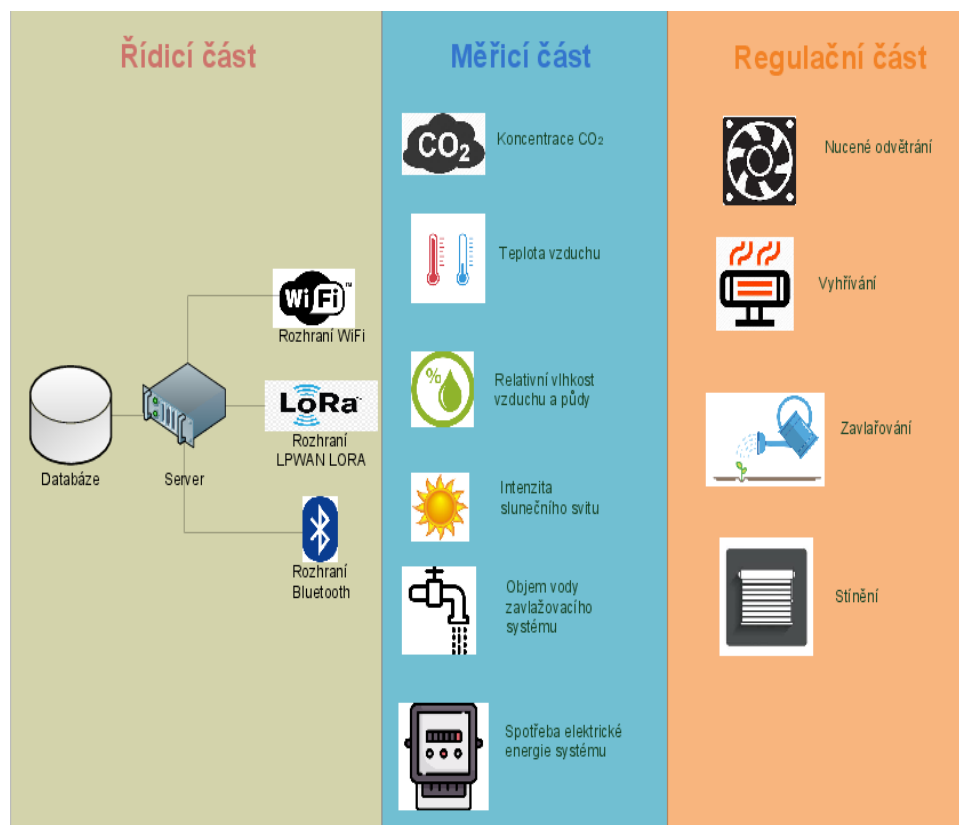 Řídicí část
Databáze
Server
WiFi
Rozhraní WiFi
LoRa
Rozhraní
LPWAN LORA
Rozhraní
Bluetooth
Měřicí část
CO₂
Koncentrace CO₂
Teplota vzduchu
%
Relativní vlhkost
vzduchu a půdy
Intenzita
slunečního svitu
Objem vody
zavlažovacího
systému
Spotřeba elektrické
energie systému
Regulační část
Nucené odvětrání
Vyhřívání
Zavlařování
Stínění